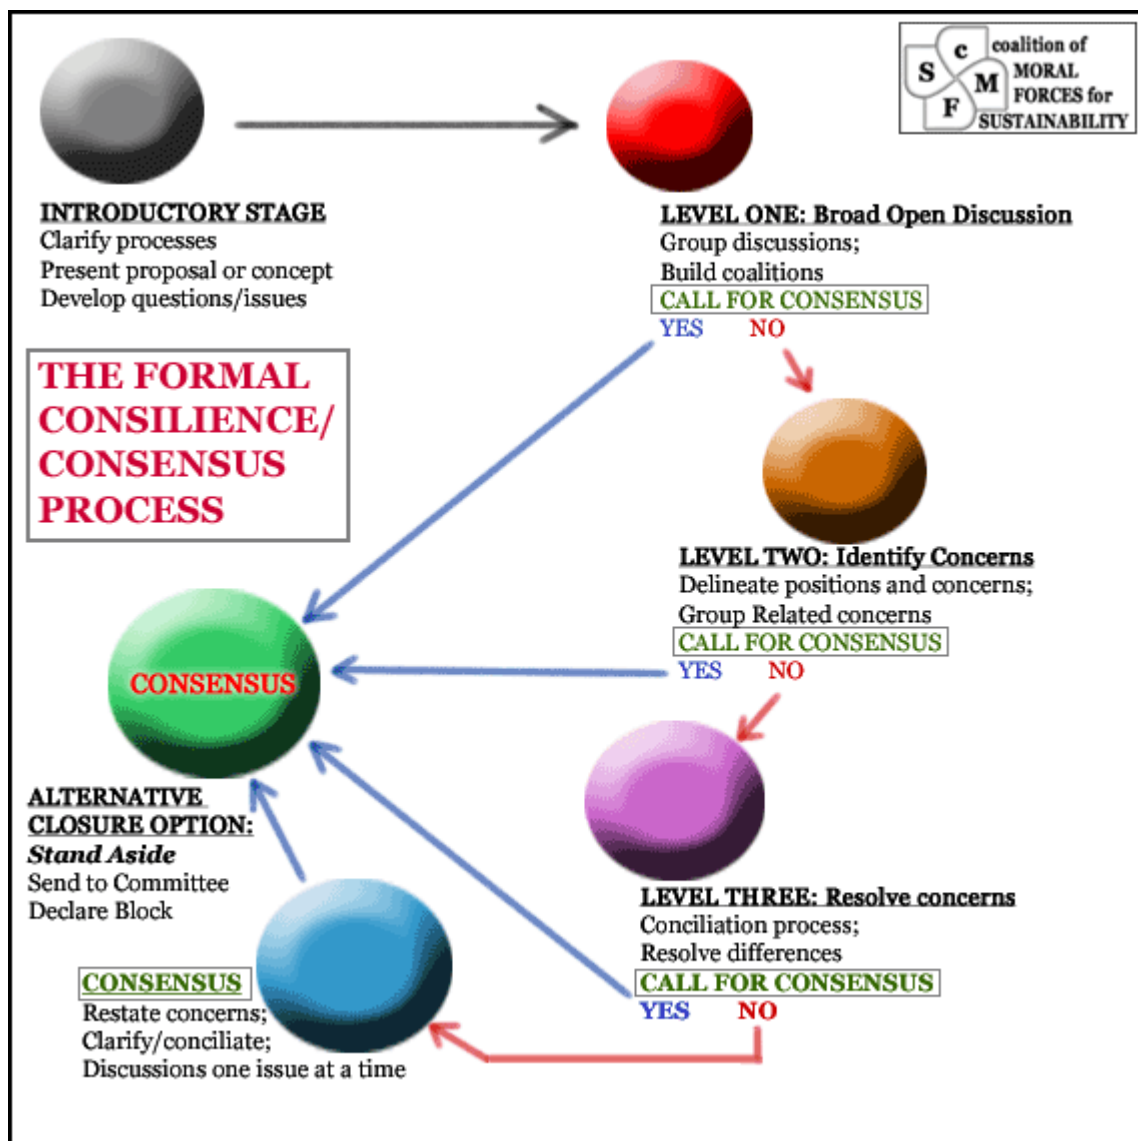 S
c
M
F
coalition of
MORAL
FORCES for
SUSTAINABILITY
INTRODUCTORY STAGE
Clarify processes
Present proposal or concept
Develop questions/issues
LEVEL ONE: Broad Open Discussion
Group discussions;
Build coalitions
CALL FOR CONSENSUS
YES NO
THE FORMAL
CONSILIENCE/
CONSENSUS
PROCESS
LEVEL TWO: Identify Concerns
Delineate positions and concerns;
Group Related concerns
CALL FOR CONSENSUS
YES NO
CONSENSUS
ALTERNATIVE
CLOSURE OPTION:
Stand Aside
Send to Committee
Declare Block
LEVEL THREE: Resolve concerns
Conciliation process;
Resolve differences
CALL FOR CONSENSUS
YES NO
CONSENSUS
Restate concerns;
Clarify/conciliate;
Discussions one issue at a time